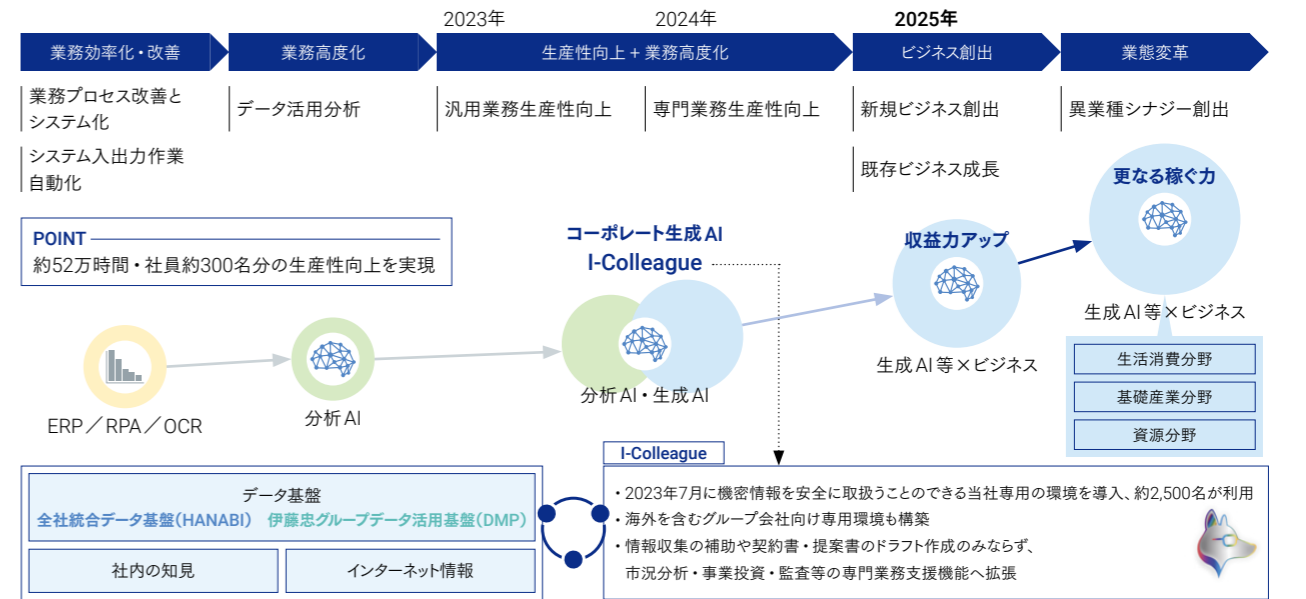 2023年
2024年
2025年
業務効率化・改善
業務高度化
生産性向上+業務高度化
ビジネス創出
業態変革
業務プロセス改善と
システム化
システム入出力作業
自動化
データ活用分析
汎用業務生産性向上
専門業務生産性向上
新規ビジネス創出
既存ビジネス成長
異業種シナジー創出
POINT
約52万時間・社員約300名分の生産性向上を実現
コーポレート生成AI
I-Colleague
収益力アップ
更なる稼ぐ力
ERP/RPA/OCR
分析AI
分析AI・生成AI
生成AI等×ビジネス
生成AI等×ビジネス
生活消費分野
基礎産業分野
資源分野
データ基盤
全社統合データ基盤(HANABI) 伊藤忠グループデータ活用基盤(DMP)
社内の知見
インターネット情報
I-Colleague
・2023年7月に機密情報を安全に取扱うことのできる当社専用の環境を導入、約2,500名が利用
・海外を含むグループ会社向け専用環境も構築
・情報収集の補助や契約書・提案書のドラフト作成のみならず、
市況分析・事業投資・監査等の専門業務支援機能へ拡張